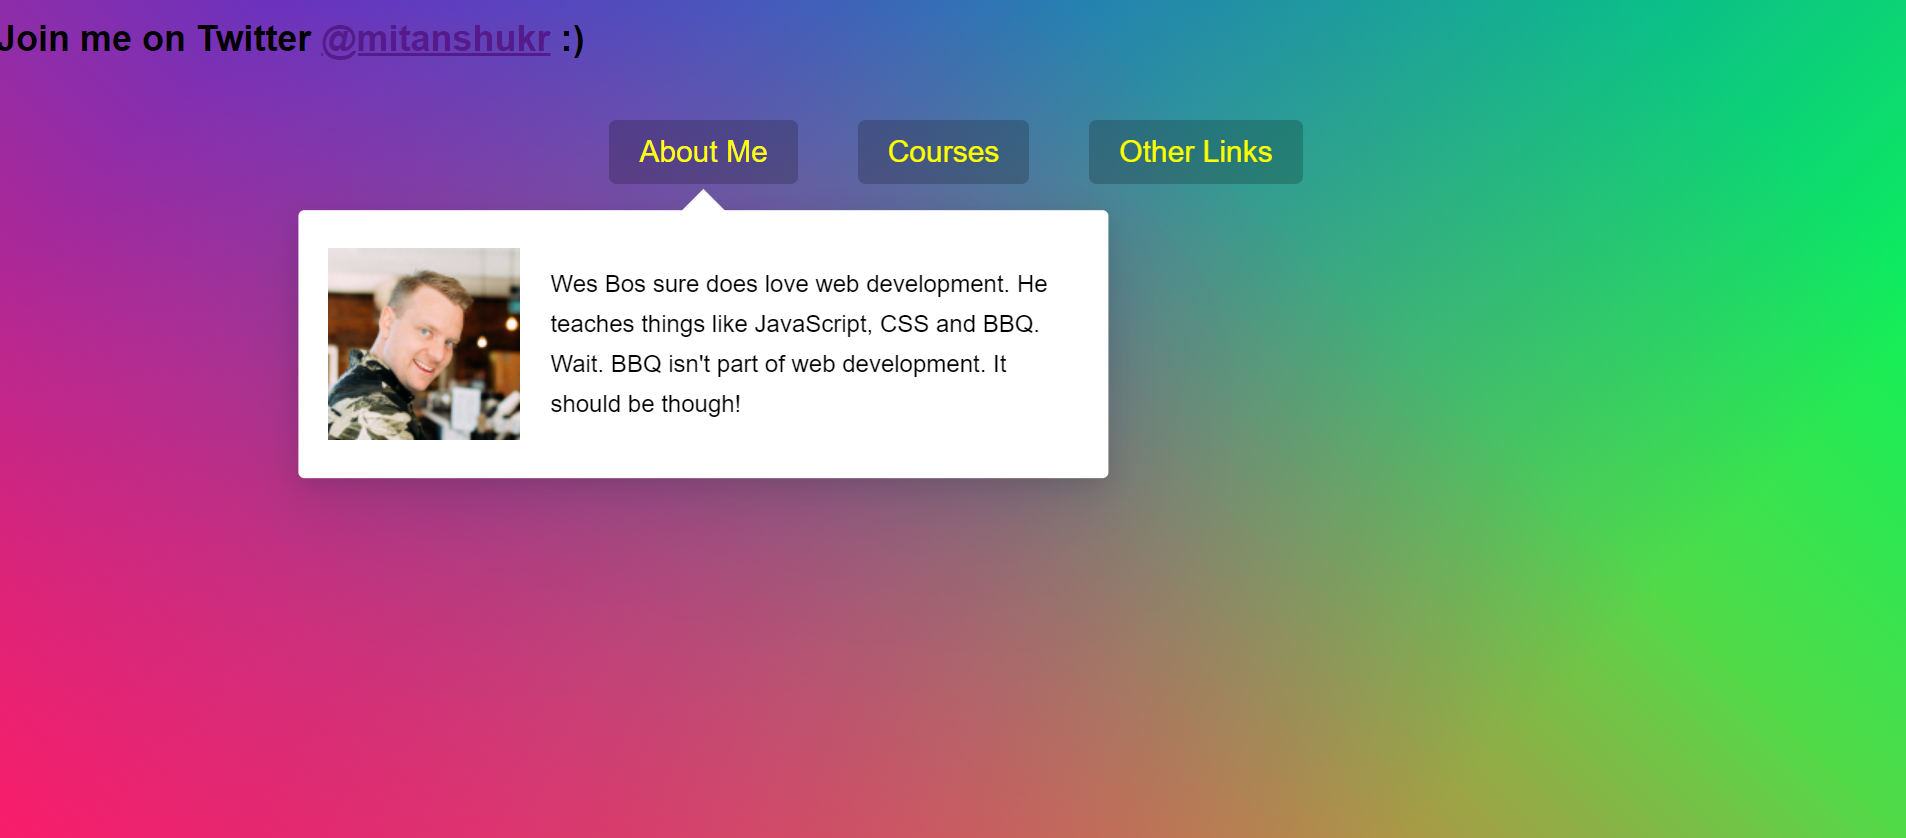 Join me on Twitter @mitanshukr :)
About Me
Courses
Other Links
Wes Bos sure does love web development. He
teaches things like JavaScript, CSS and BBQ.
Wait. BBQ isn't part of web development. It
should be though!